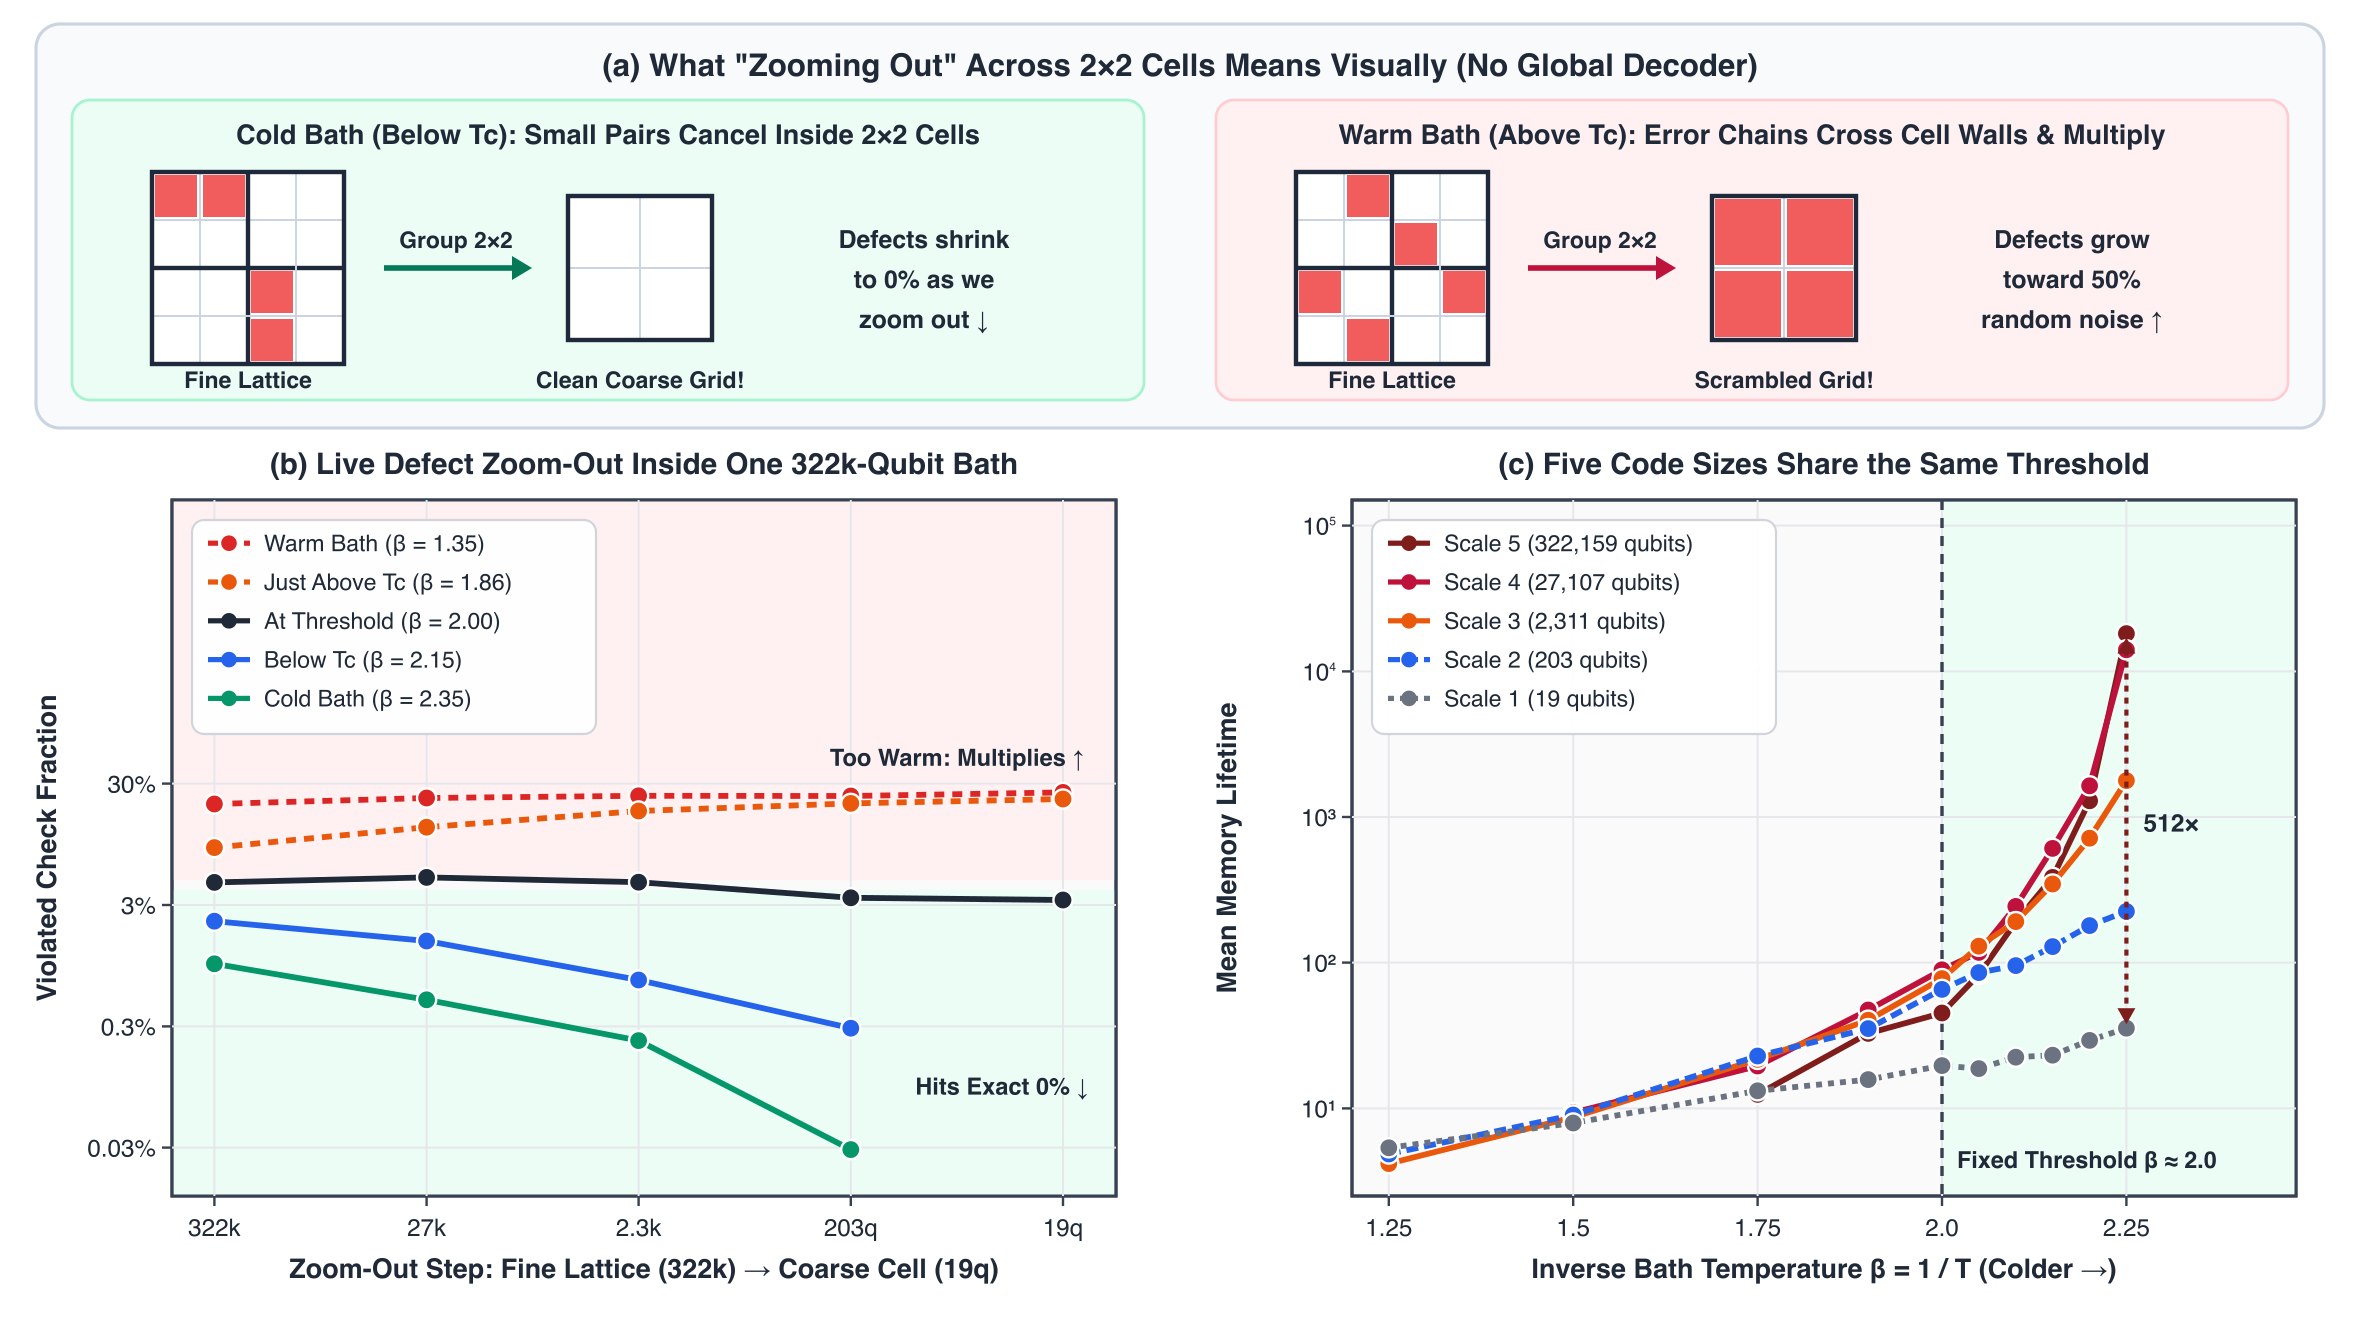 (a) What "Zooming Out" Across 2×2 Cells Means Visually (No Global Decoder)
Cold Bath (Below Tc): Small Pairs Cancel Inside 2×2 Cells
Group 2×2
Defects shrink
to 0% as we
zoom out ↓
Fine Lattice
Clean Coarse Grid!
Warm Bath (Above Tc): Error Chains Cross Cell Walls & Multiply
Group 2×2
Defects grow
toward 50%
random noise ↑
Fine Lattice
Scrambled Grid!
(b) Live Defect Zoom-Out Inside One 322k-Qubit Bath
Warm Bath (β = 1.35)
Just Above Tc (β = 1.86)
At Threshold (β = 2.00)
Below Tc (β = 2.15)
Cold Bath (β = 2.35)
Too Warm: Multiplies ↑
Hits Exact 0% ↓
Violated Check Fraction
30%
3%
0.3%
0.03%
322k
27k
2.3k
203q
19q
Zoom-Out Step: Fine Lattice (322k) → Coarse Cell (19q)
(c) Five Code Sizes Share the Same Threshold
Scale 5 (322,159 qubits)
Scale 4 (27,107 qubits)
Scale 3 (2,311 qubits)
Scale 2 (203 qubits)
Scale 1 (19 qubits)
512×
Fixed Threshold β ≈ 2.0
Mean Memory Lifetime
10⁵
10⁴
10³
10²
10¹
1.25
1.5
1.75
2.0
2.25
Inverse Bath Temperature β = 1 / T (Colder →)